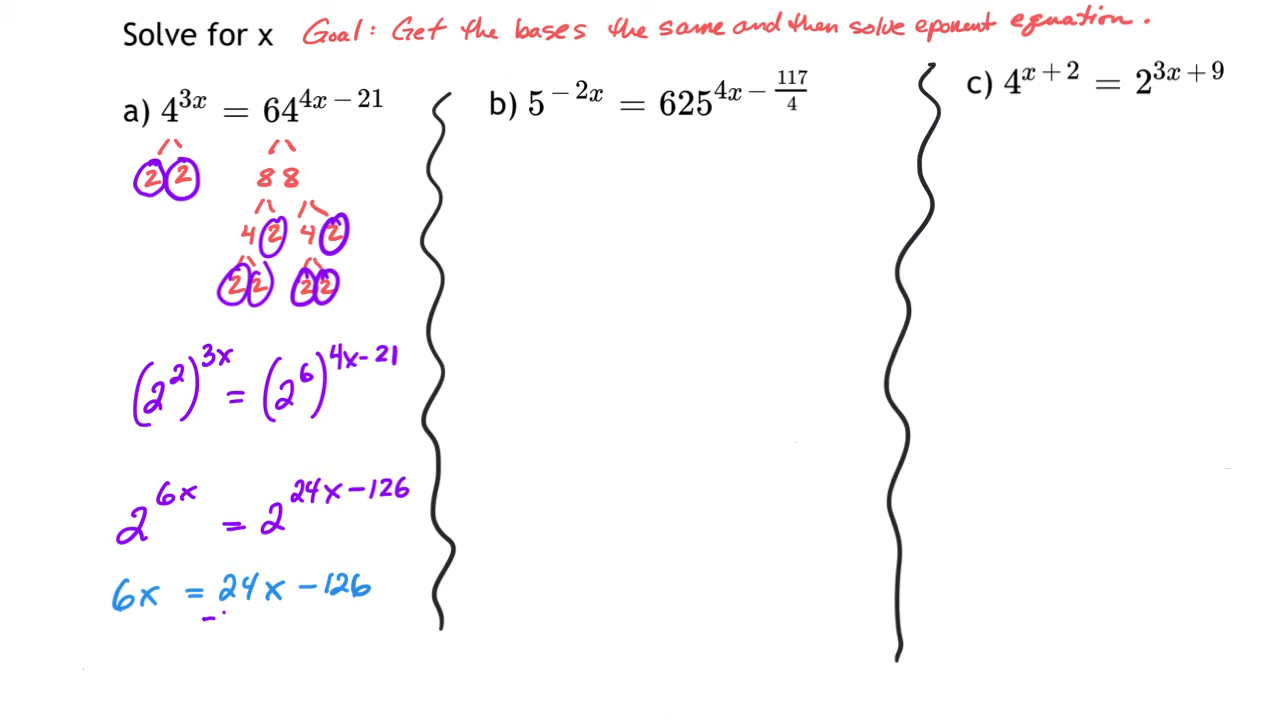 Solve for x Goal: Get the bases the same and then solve eponent equation.
a) 4^{3x} = 64^{4x − 21}
b) 5^{−2x} = 625^{4x − 117/4}
c) 4^{x + 2} = 2^{3x + 9}
2 2 8 8
4 2 4 2
2 2 2 2
(2^2)^{3x} = (2^6)^{4x−21}
2^{6x} = 2^{24x−126}
6x = 24x −126
−